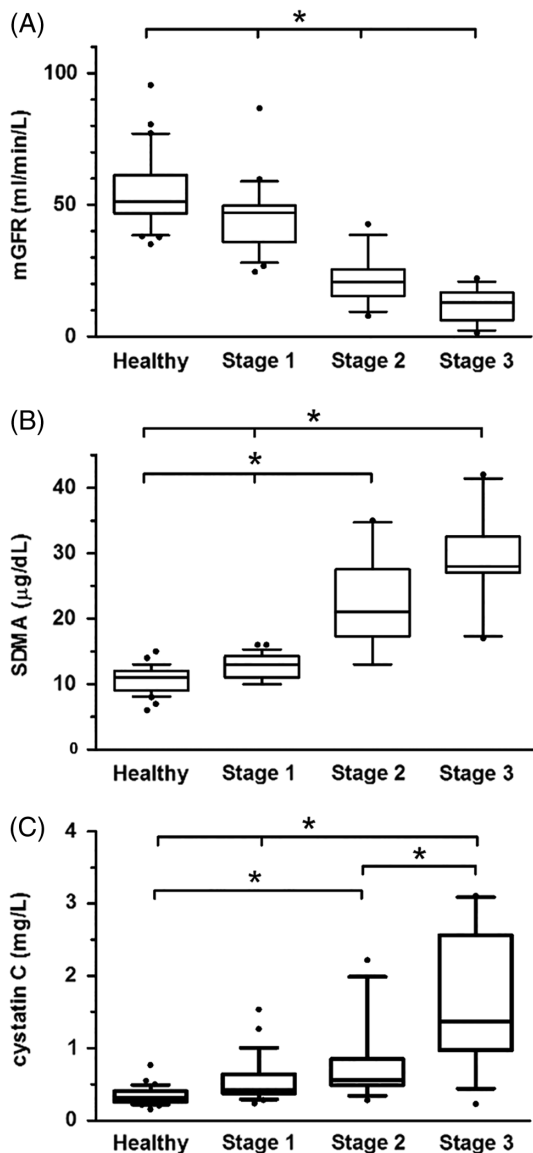 (A)
*
mGFR (ml/min/L)
100
50
0
Healthy Stage 1 Stage 2 Stage 3
(B)
*
*
SDMA (µg/dL)
40
30
20
10
0
Healthy Stage 1 Stage 2 Stage 3
(C)
*
*
*
cystatin C (mg/L)
4
3
2
1
0
Healthy Stage 1 Stage 2 Stage 3